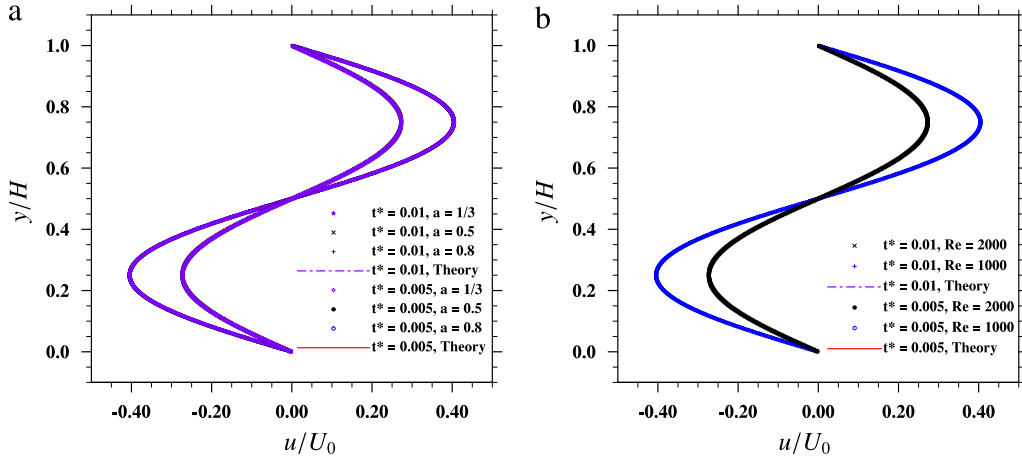 a
1.0
0.8
0.6
0.4
0.2
0.0
y/H
t* = 0.01, a = 1/3
t* = 0.01, a = 0.5
t* = 0.01, a = 0.8
t* = 0.01, Theory
t* = 0.005, a = 1/3
t* = 0.005, a = 0.5
t* = 0.005, a = 0.8
t* = 0.005, Theory
-0.40 -0.20 0.00 0.20 0.40
u/U₀
b
1.0
0.8
0.6
0.4
0.2
0.0
y/H
t* = 0.01, Re = 2000
t* = 0.01, Re = 1000
t* = 0.01, Theory
t* = 0.005, Re = 2000
t* = 0.005, Re = 1000
t* = 0.005, Theory
-0.40 -0.20 0.00 0.20 0.40
u/U₀